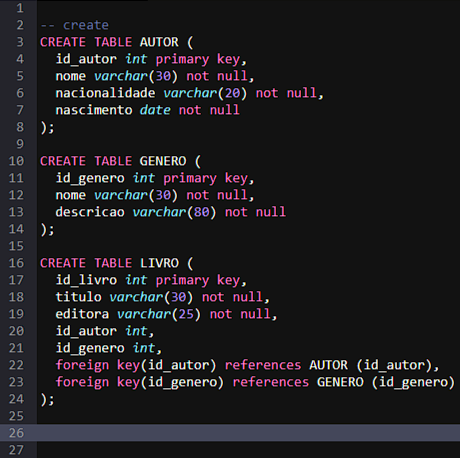 1
2 -- create
3 CREATE TABLE AUTOR (
4   id_autor int primary key,
5   nome varchar(30) not null,
6   nacionalidade varchar(20) not null,
7   nascimento date not null
8 );
9
10 CREATE TABLE GENERO (
11   id_genero int primary key,
12   nome varchar(30) not null,
13   descricao varchar(80) not null
14 );
15
16 CREATE TABLE LIVRO (
17   id_livro int primary key,
18   titulo varchar(30) not null,
19   editora varchar(25) not null,
20   id_autor int,
21   id_genero int,
22   foreign key(id_autor) references AUTOR (id_autor),
23   foreign key(id_genero) references GENERO (id_genero)
24 );
25
26
27